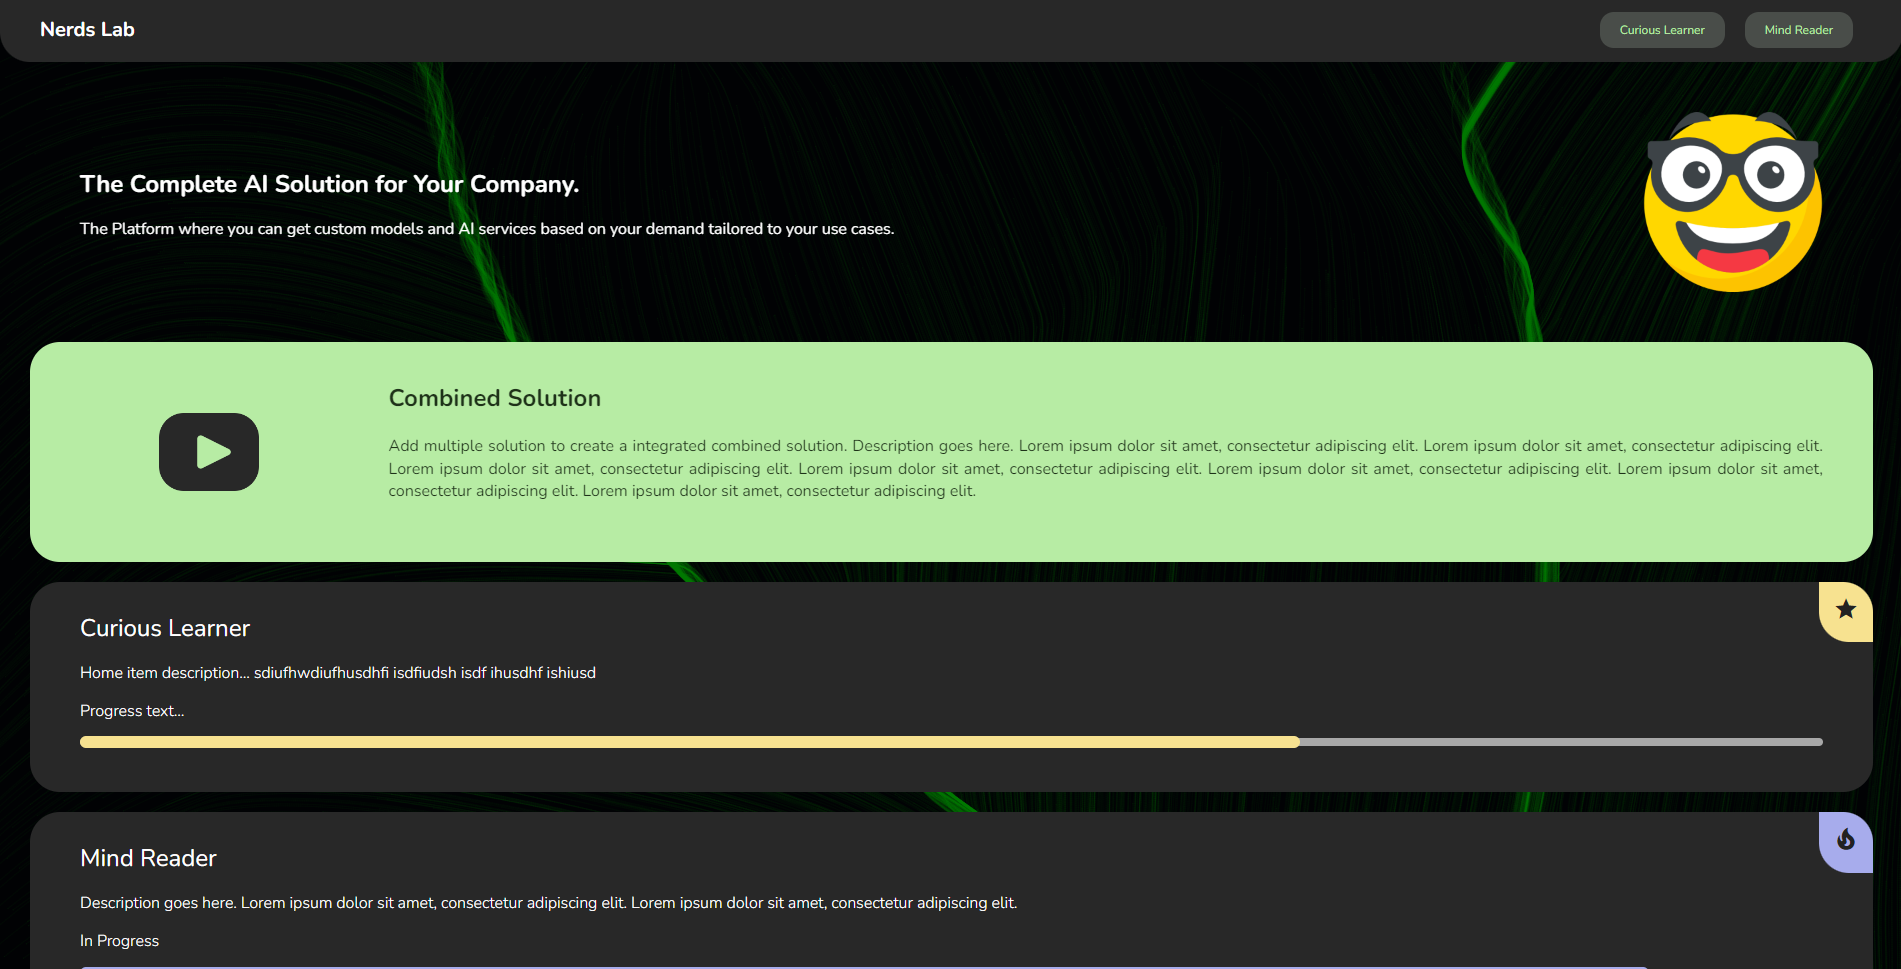 Nerds Lab
Curious Learner
Mind Reader
The Complete AI Solution for Your Company.
The Platform where you can get custom models and AI services based on your demand tailored to your use cases.
Combined Solution
Add multiple solution to create a integrated combined solution. Description goes here. Lorem ipsum dolor sit amet, consectetur adipiscing elit. Lorem ipsum dolor sit amet, consectetur adipiscing elit.
Lorem ipsum dolor sit amet, consectetur adipiscing elit. Lorem ipsum dolor sit amet, consectetur adipiscing elit. Lorem ipsum dolor sit amet, consectetur adipiscing elit. Lorem ipsum dolor sit amet,
consectetur adipiscing elit. Lorem ipsum dolor sit amet, consectetur adipiscing elit.
Curious Learner
Home item description... sdiufhwdiufhusdhfi isdfiudsh isdf ihusdhf ishiusd
Progress text...
Mind Reader
Description goes here. Lorem ipsum dolor sit amet, consectetur adipiscing elit. Lorem ipsum dolor sit amet, consectetur adipiscing elit.
In Progress